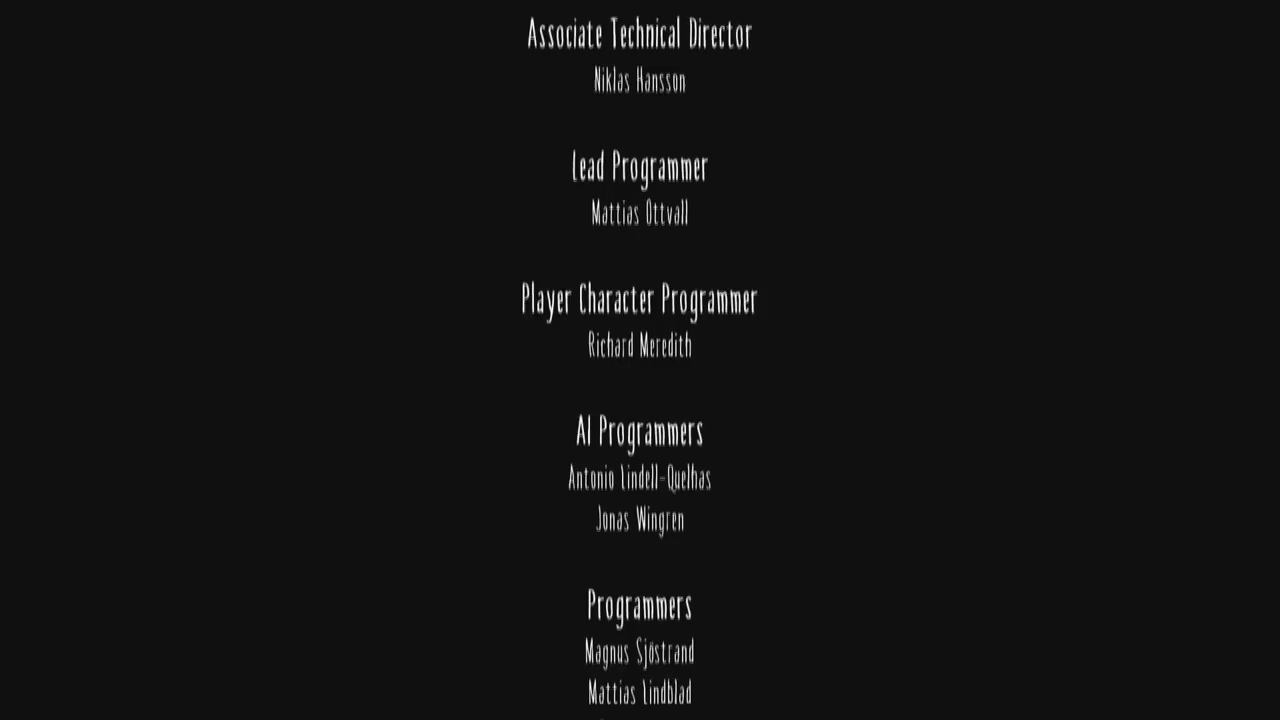 Associate Technical Director
Niklas Hansson
Lead Programmer
Mattias Ottvall
Player Character Programmer
Richard Meredith
AI Programmers
Antonio Lindell-Quelhas
Jonas Wingren
Programmers
Magnus Sjöstrand
Mattias Lindblad